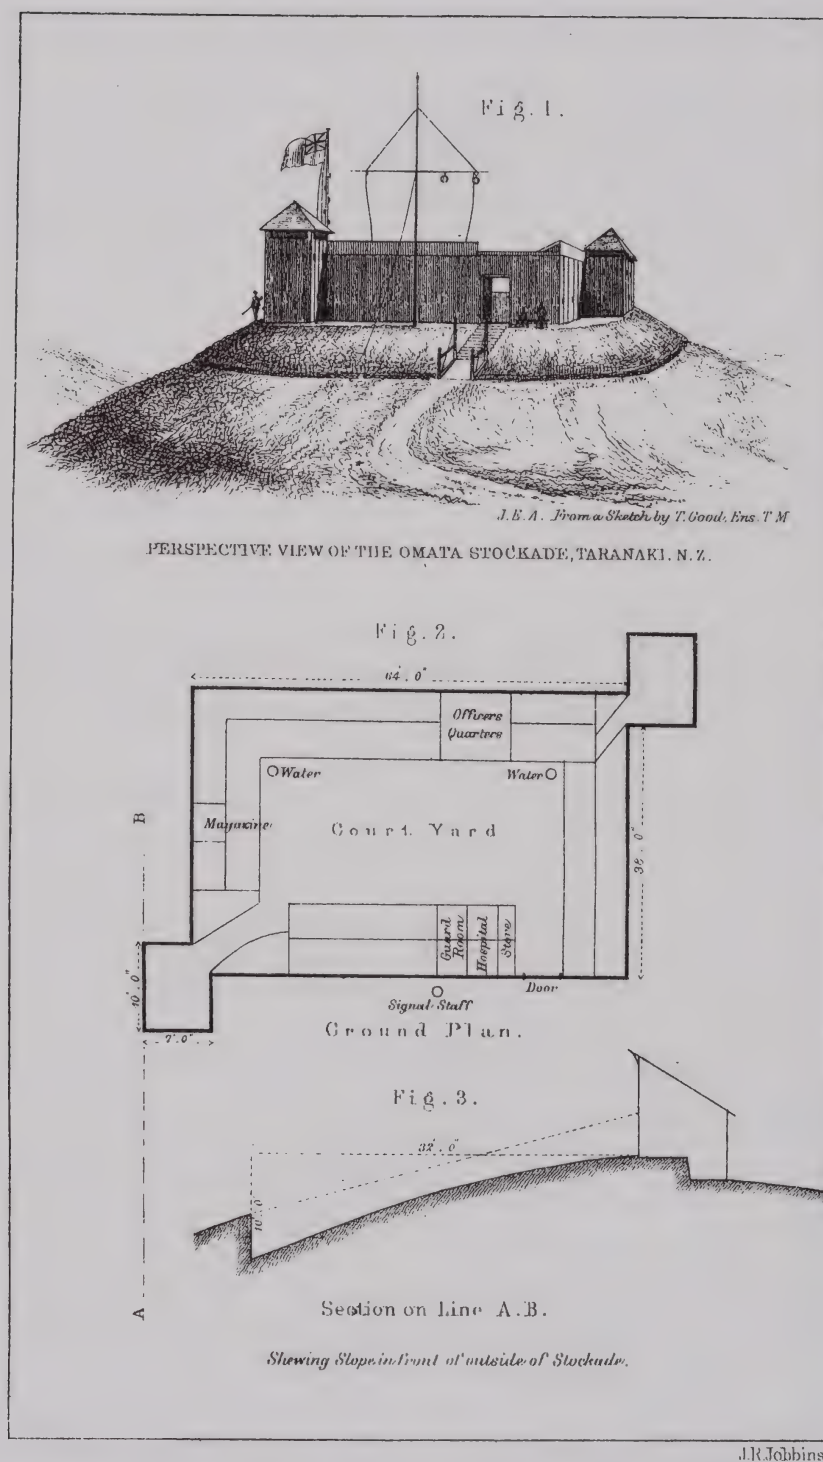 Fig. 1.
J.E.A. From a Sketch by T. Good. Ens. T M
PERSPECTIVE VIEW OF THE OMATA STOCKADE, TARANAKI. N.Z.
Fig. 2.
64'. 0"
Officers
Quarters
Water
Water
B
Magazine
Court Yard
38'. 0"
Guard
Room
Hospital
Store
10'. 0"
Door
Signal Staff
7'. 0"
Ground Plan.
Fig. 3.
32'. 0"
10'. 0"
A
Section on Line A.B.
Shewing Slope in front of outside of Stockade.
J.R. Jobbins